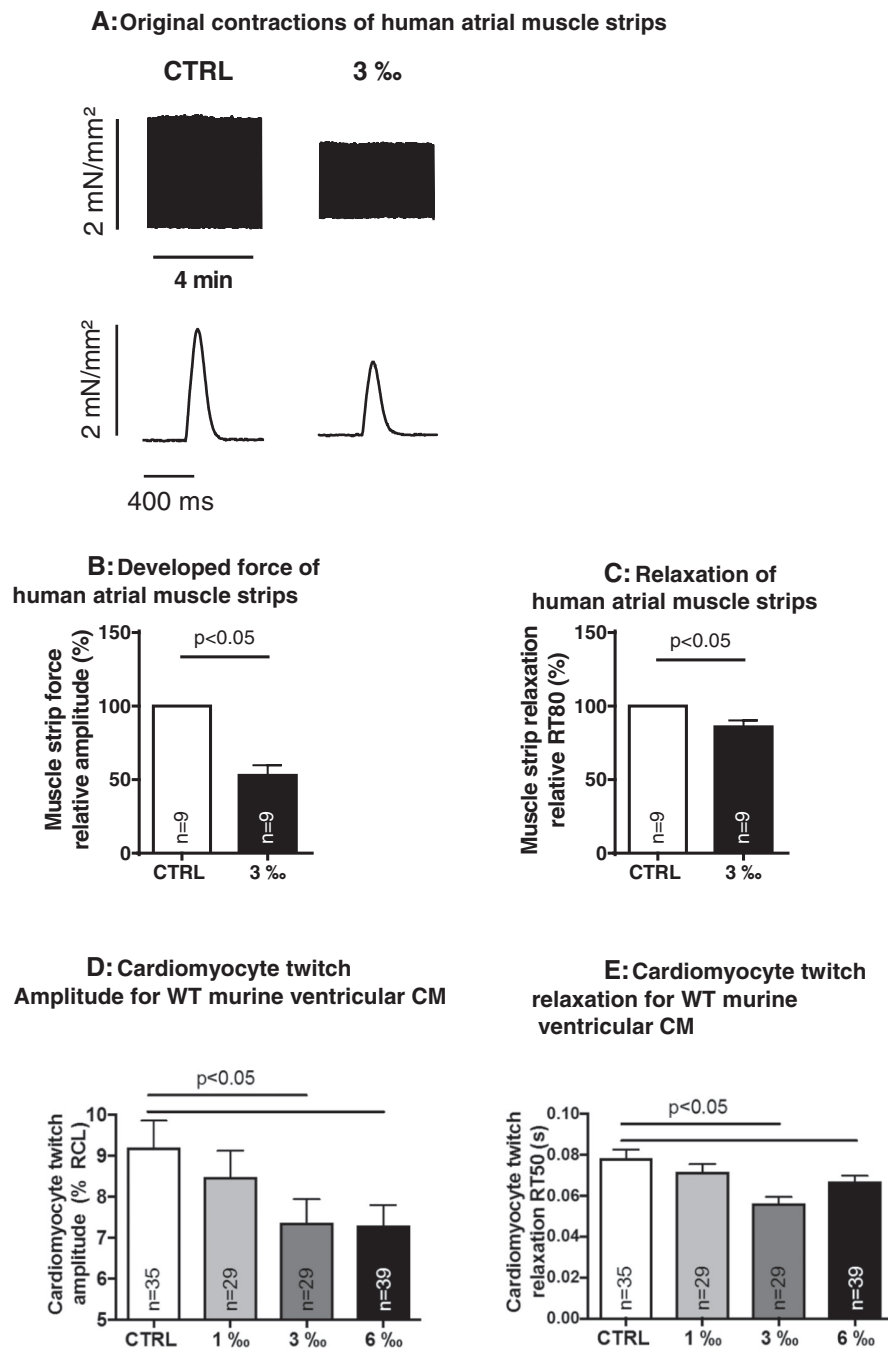 A: Original contractions of human atrial muscle strips
CTRL
3 ‰
2 mN/mm²
4 min
2 mN/mm²
400 ms
B: Developed force of
human atrial muscle strips
Muscle strip force
relative amplitude (%)
150
100
50
0
p<0.05
n=9
n=9
CTRL
3 ‰
C: Relaxation of
human atrial muscle strips
Muscle strip relaxation
relative RT80 (%)
150
100
50
0
p<0.05
n=9
n=9
CTRL
3 ‰
D: Cardiomyocyte twitch
Amplitude for WT murine ventricular CM
Cardiomyocyte twitch
amplitude (% RCL)
10
9
8
7
6
5
p<0.05
n=35
n=29
n=29
n=39
CTRL
1 ‰
3 ‰
6 ‰
E: Cardiomyocyte twitch
relaxation for WT murine
ventricular CM
Cardiomyocyte twitch
relaxation RT50 (s)
0.10
0.08
0.06
0.04
0.02
0.00
p<0.05
n=35
n=29
n=29
n=39
CTRL
1 ‰
3 ‰
6 ‰